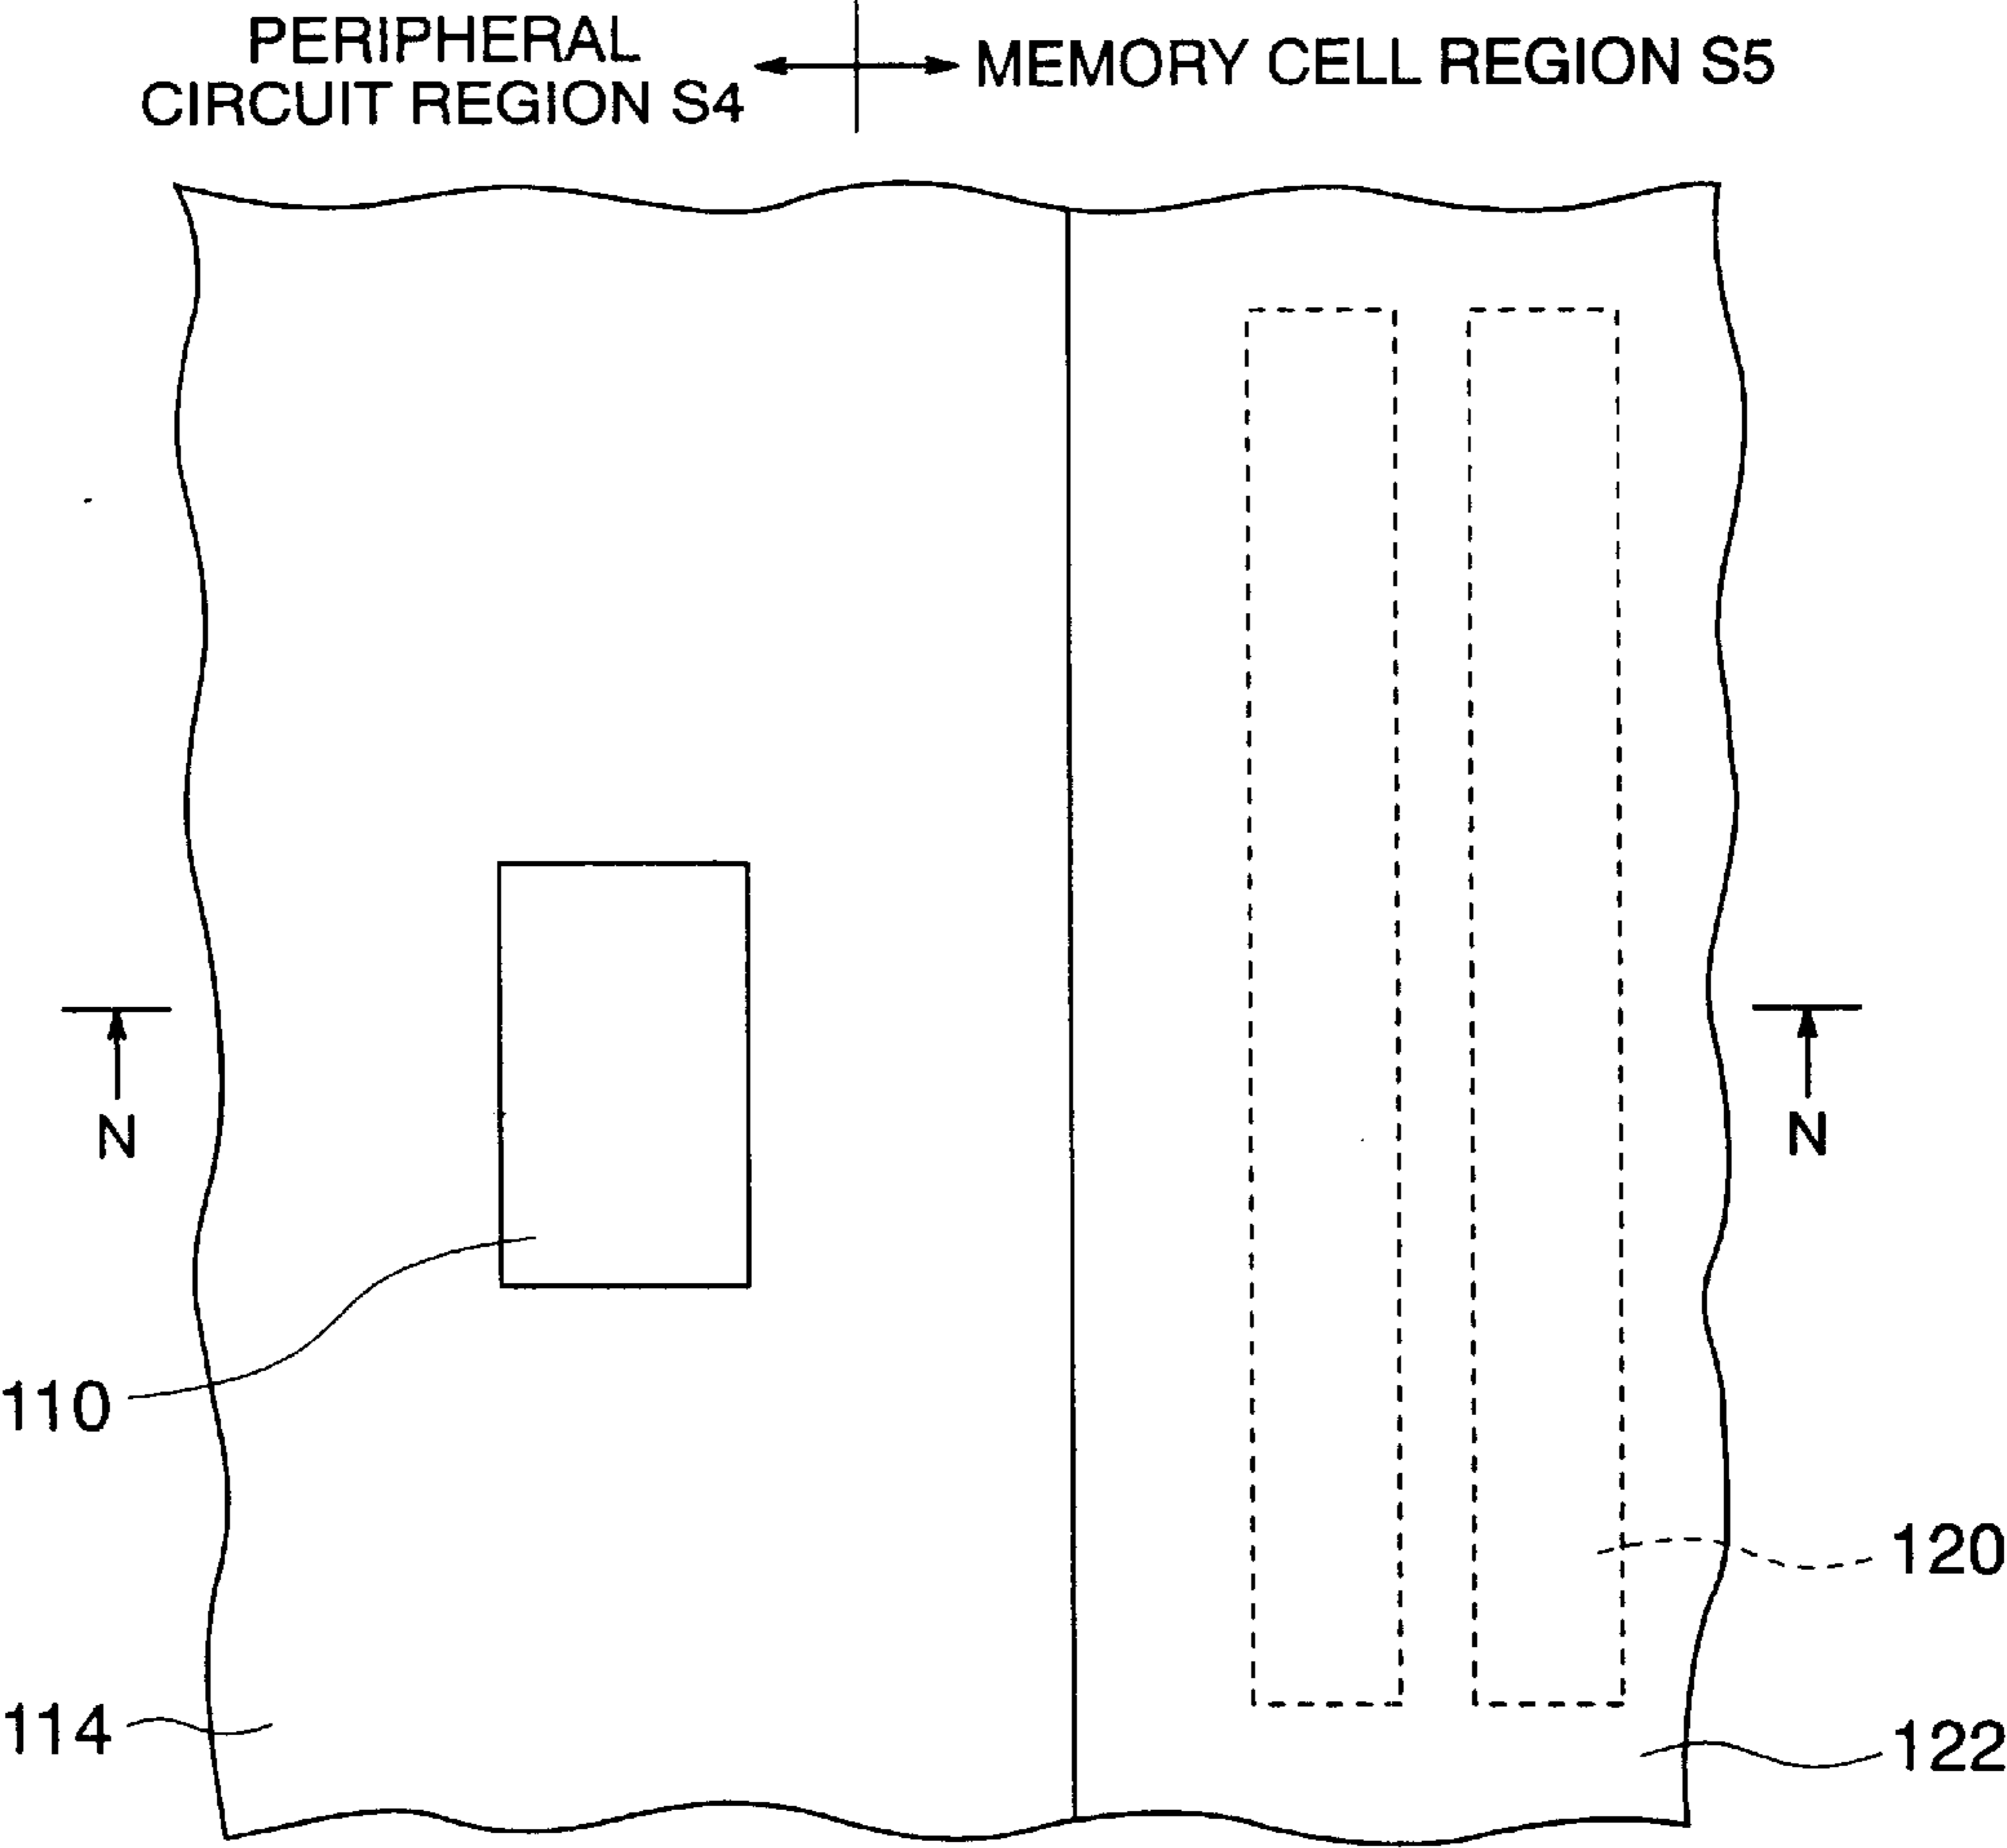 PERIPHERAL
CIRCUIT REGION S4
MEMORY CELL REGION S5
N
N
110
120
114
122